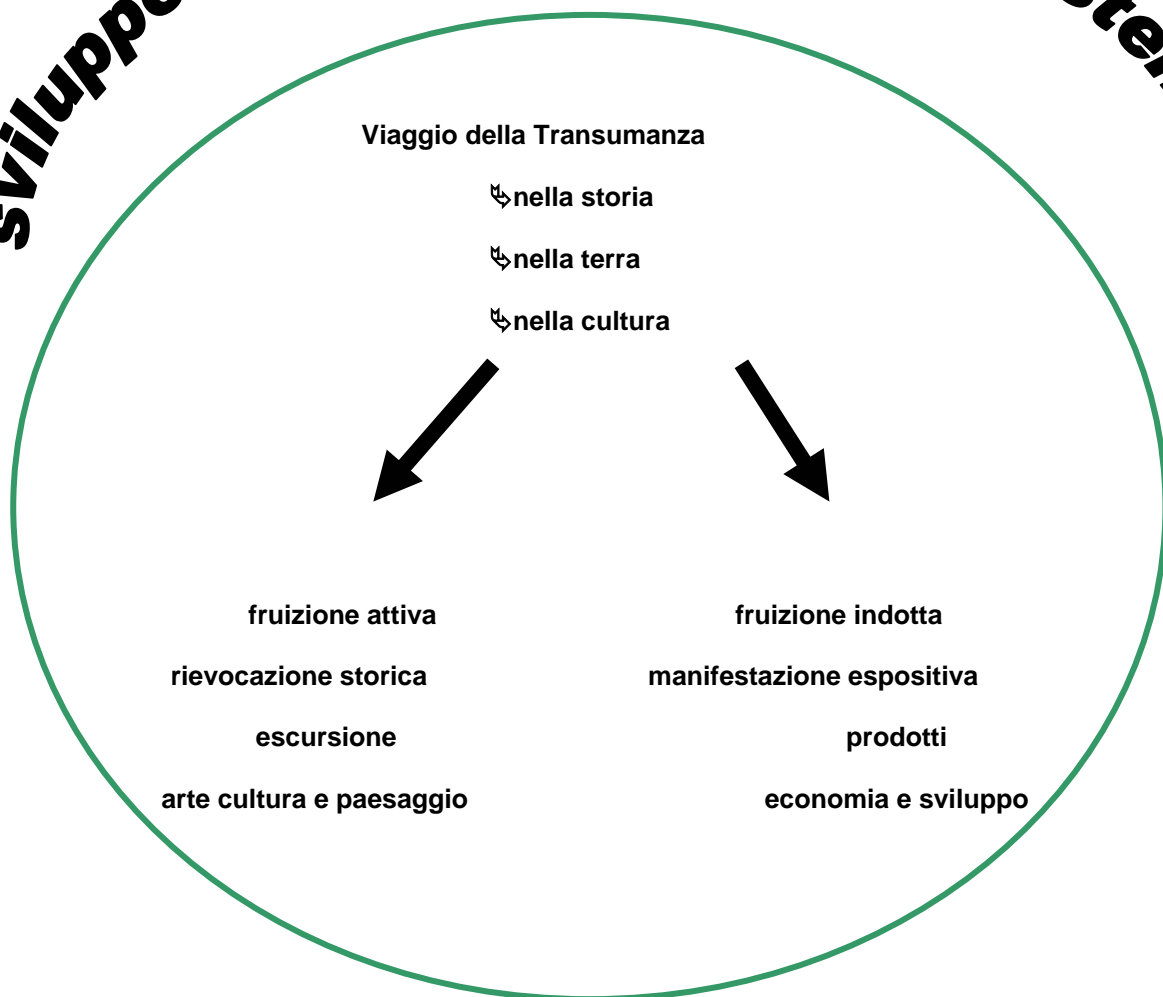 sviluppo
Viaggio della Transumanza
nella storia
nella terra
nella cultura
fruizione attiva
fruizione indotta
rievocazione storica
manifestazione espositiva
escursione
prodotti
arte cultura e paesaggio
economia e sviluppo